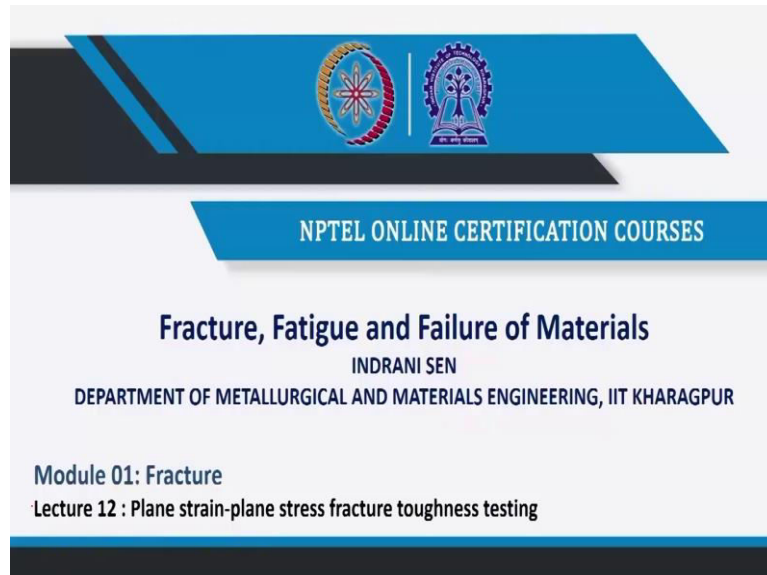 NPTEL ONLINE CERTIFICATION COURSES
Fracture, Fatigue and Failure of Materials
INDRANI SEN
DEPARTMENT OF METALLURGICAL AND MATERIALS ENGINEERING, IIT KHARAGPUR
Module 01: Fracture
Lecture 12 : Plane strain-plane stress fracture toughness testing